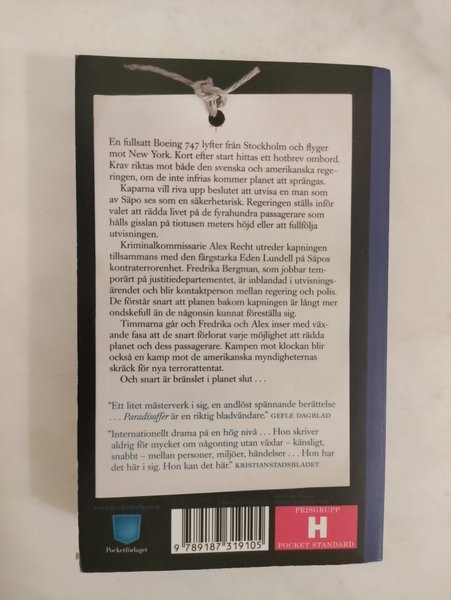 En fullsatt Boeing 747 lyfter från Stockholm och flyger
mot New York. Kort efter start hittas ett hotbrev ombord.
Krav riktas mot både den svenska och amerikanska rege-
ringen, om de inte infrias kommer planet att sprängas.
Kaparna vill riva upp beslutet att utvisa en man som
av Säpo ses som en säkerhetsrisk. Regeringen ställs inför
valet att rädda livet på de fyrahundra passagerare som
hålls gisslan på tiotusen meters höjd eller att fullfölja
utvisningen.
Kriminalkommissarie Alex Recht utreder kapningen
tillsammans med den färgstarka Eden Lundell på Säpos
kontraterrorenhet. Fredrika Bergman, som jobbar tem-
porärt på justitiedepartementet, är inblandad i utvisnings-
ärendet och blir kontaktperson mellan regering och polis.
De förstår snart att planen bakom kapningen är långt mer
ondskefull än de någonsin kunnat föreställa sig.
Timmarna går och Fredrika och Alex inser med väx-
ande fasa att de snart förlorat varje möjlighet att rädda
planet och dess passagerare. Kampen mot klockan blir
också en kamp mot de amerikanska myndigheternas
skräck för nya terrorattentat.
Och snart är bränslet i planet slut . . .
"Ett litet mästerverk i sig, en andlöst spännande berättelse
. . . Paradisoffer är en riktig bladvändare." GEFLE DAGBLAD
"Internationellt drama på en hög nivå . . . Hon skriver
aldrig för mycket om någonting utan växlar – känsligt,
snabbt – mellan personer, miljöer, händelser . . . Hon har
det här i sig. Hon kan det här." KRISTIANSTADSBLADET
Pocketförlaget
9 789187 319105
PRISGRUPP
H
POCKET STANDARD